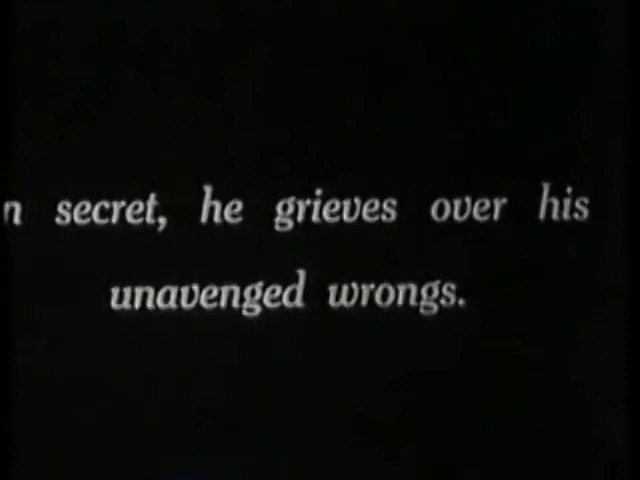 n secret, he grieves over his
unavenged wrongs.